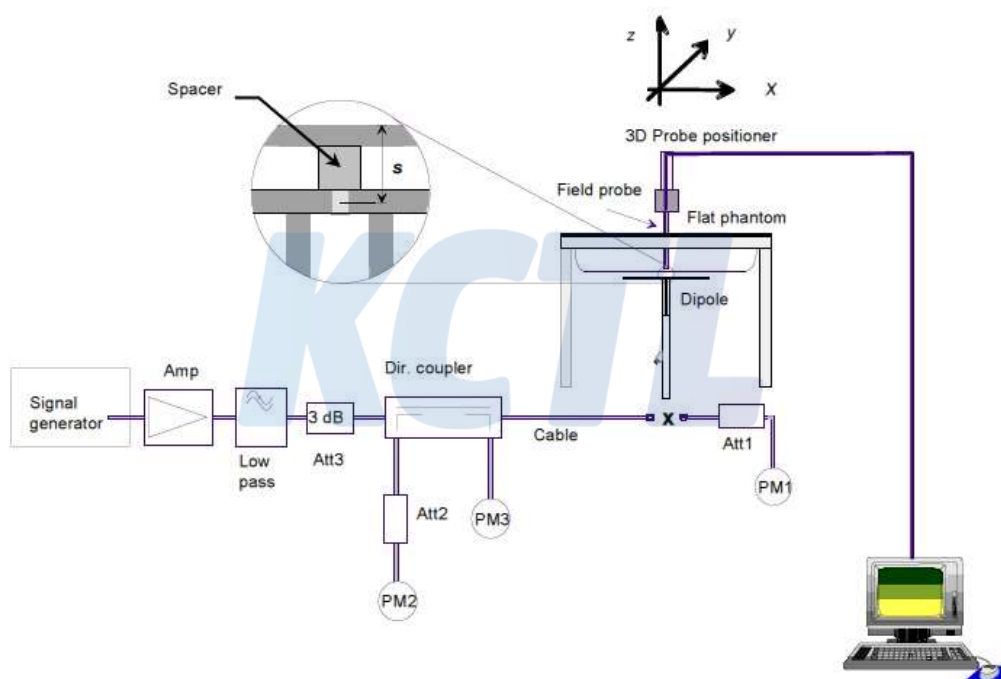 z
y
X
Spacer
s
3D Probe positioner
Field probe
Flat phantom
Dipole
Signal
generator
Amp
Low
pass
3 dB
Att3
Dir. coupler
Cable
X
Att1
PM1
Att2
PM3
PM2
KCTL